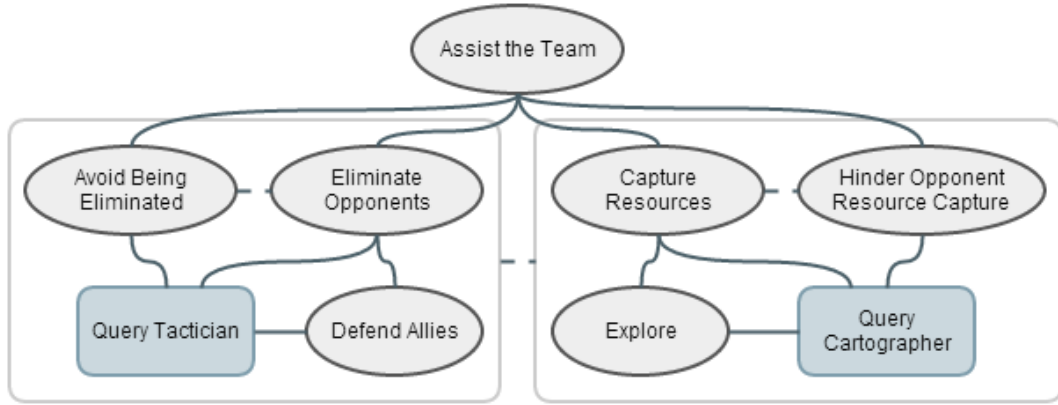 Assist the Team
Avoid Being
Eliminated
Eliminate
Opponents
Capture
Resources
Hinder Opponent
Resource Capture
Query Tactician
Defend Allies
Explore
Query
Cartographer